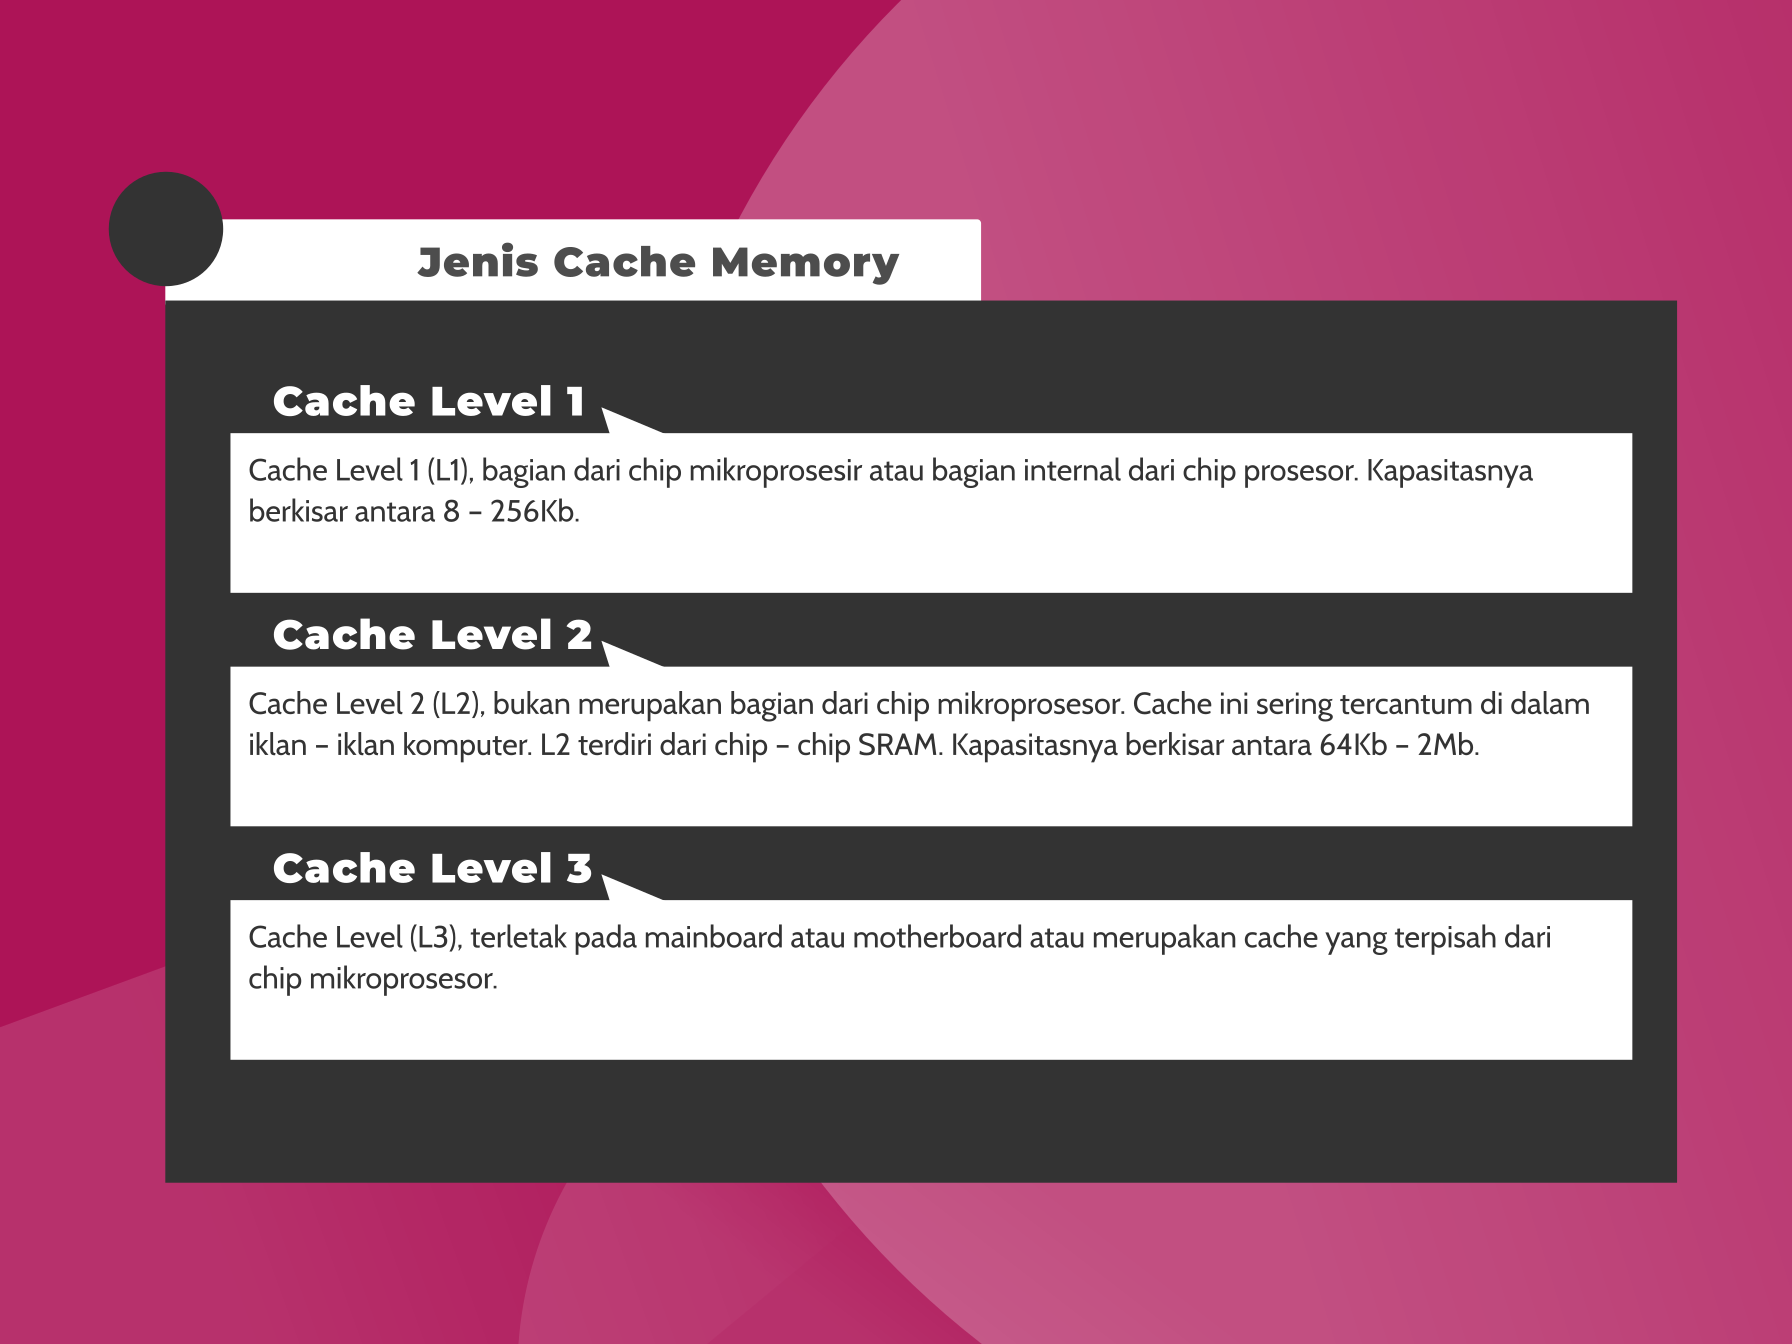 Jenis Cache Memory
Cache Level 1
Cache Level 1 (L1), bagian dari chip mikroprosesir atau bagian internal dari chip prosesor. Kapasitasnya
berkisar antara 8 – 256Kb.
Cache Level 2
Cache Level 2 (L2), bukan merupakan bagian dari chip mikroprosesor. Cache ini sering tercantum di dalam
iklan – iklan komputer. L2 terdiri dari chip – chip SRAM. Kapasitasnya berkisar antara 64Kb – 2Mb.
Cache Level 3
Cache Level (L3), terletak pada mainboard atau motherboard atau merupakan cache yang terpisah dari
chip mikroprosesor.